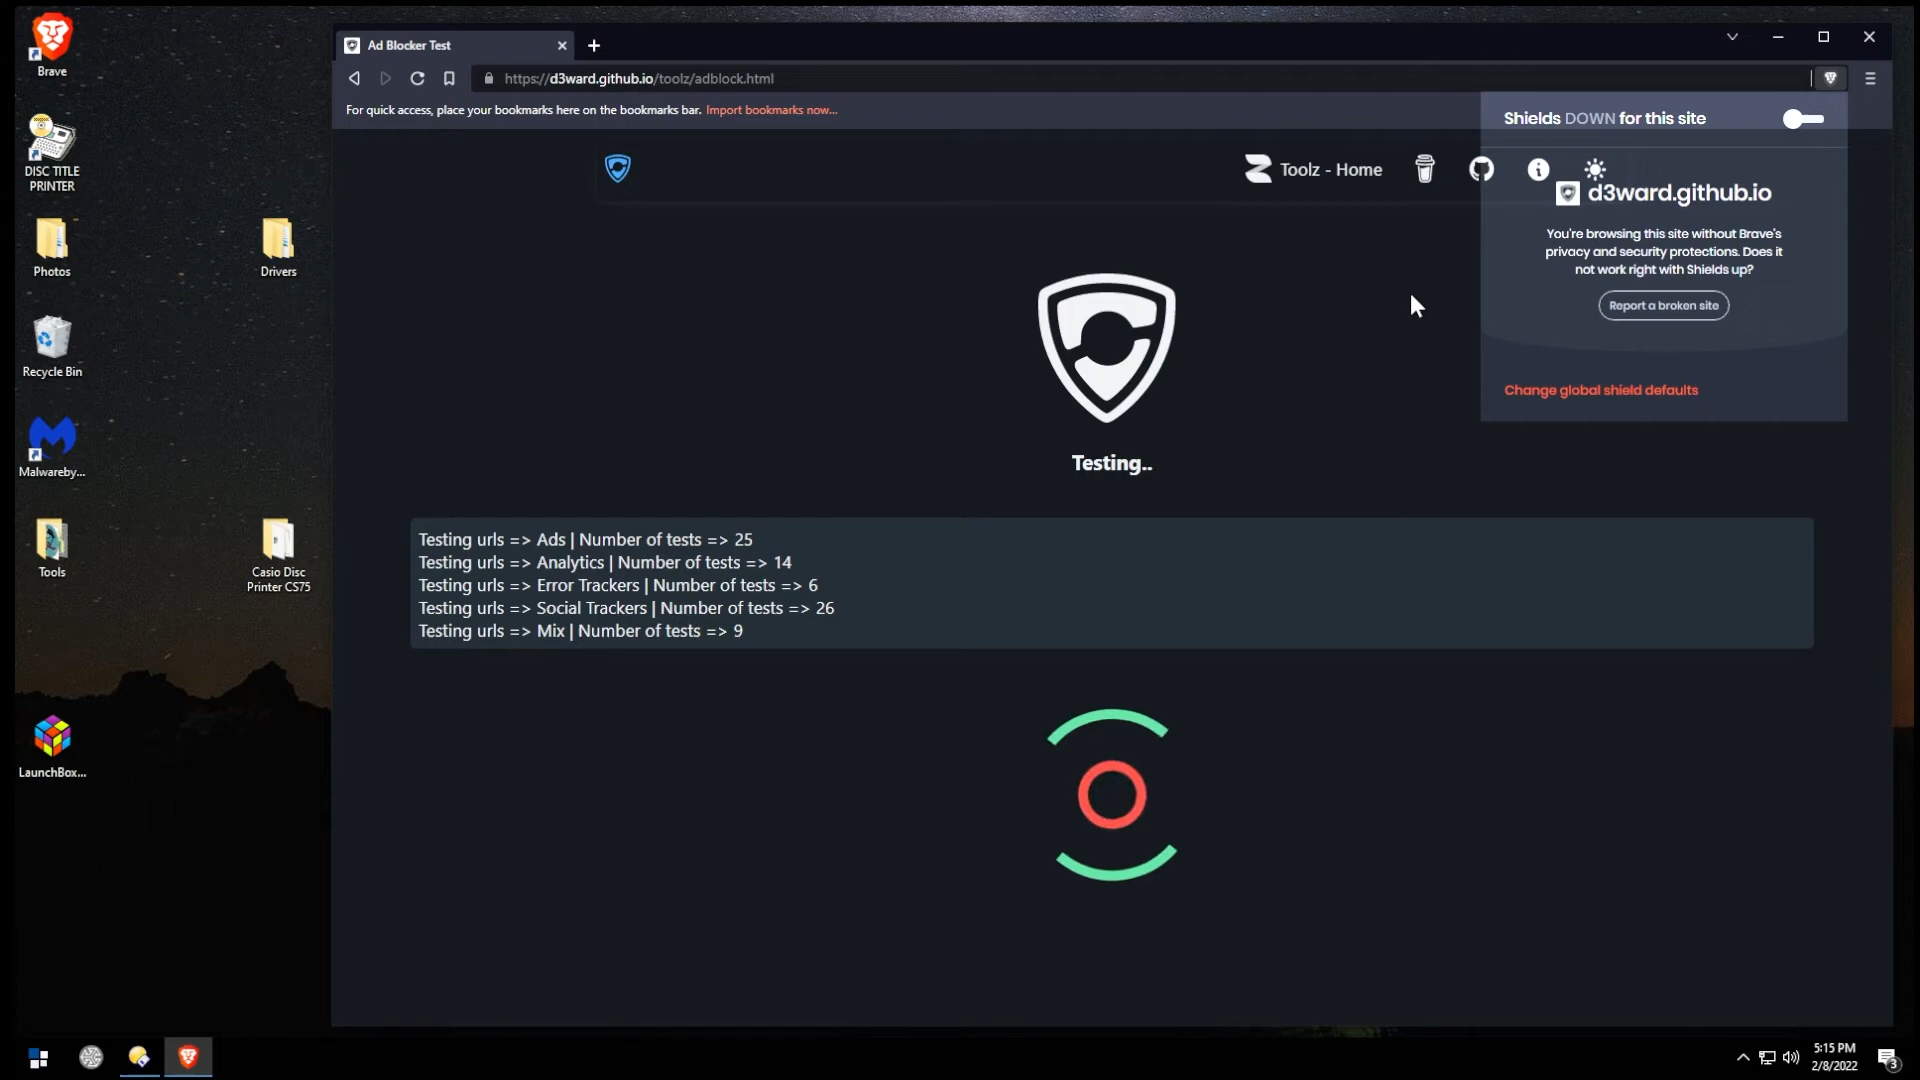 Brave
DISC TITLE
PRINTER
Photos
Drivers
Recycle Bin
Malwareby...
Tools
Casio Disc
Printer CS75
LaunchBox...
Ad Blocker Test
https://d3ward.github.io/toolz/adblock.html
For quick access, place your bookmarks here on the bookmarks bar. Import bookmarks now...
Toolz - Home
Shields DOWN for this site
d3ward.github.io
You're browsing this site without Brave's
privacy and security protections. Does it
not work right with Shields up?
Report a broken site
Change global shield defaults
Testing..
Testing urls => Ads | Number of tests => 25
Testing urls => Analytics | Number of tests => 14
Testing urls => Error Trackers | Number of tests => 6
Testing urls => Social Trackers | Number of tests => 26
Testing urls => Mix | Number of tests => 9
5:15 PM
2/8/2022
3